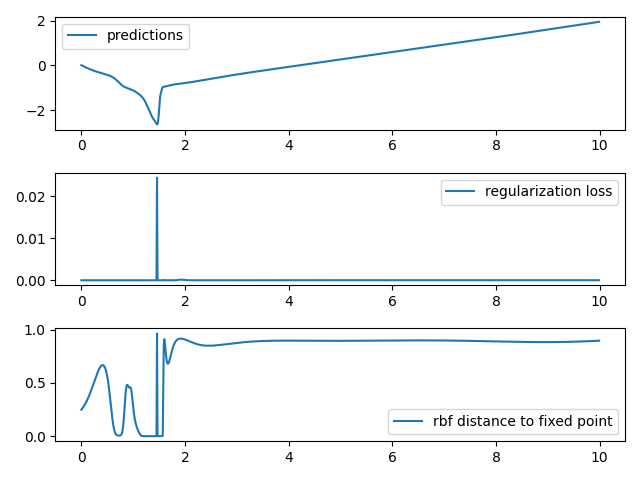 2
0
−2
predictions
0 2 4 6 8 10
0.02
0.01
0.00
regularization loss
0 2 4 6 8 10
1.0
0.5
0.0
rbf distance to fixed point
0 2 4 6 8 10